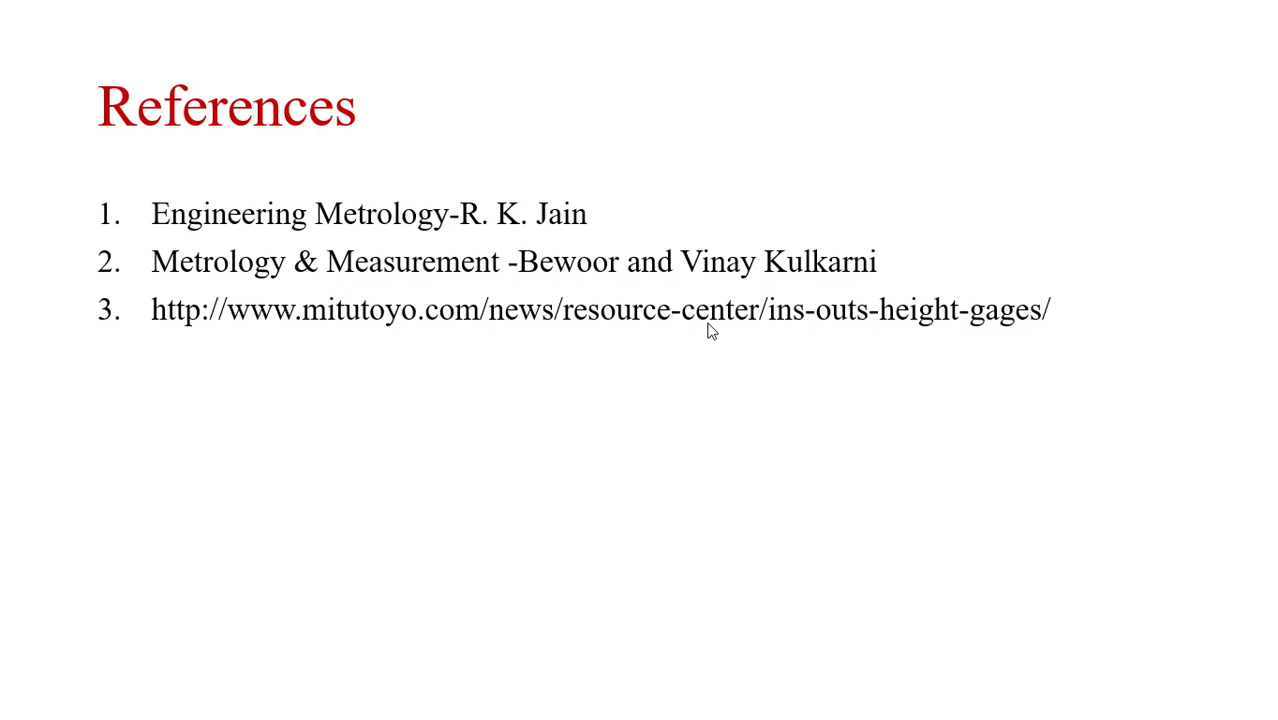 References
1. Engineering Metrology-R. K. Jain
2. Metrology & Measurement -Bewoor and Vinay Kulkarni
3. http://www.mitutoyo.com/news/resource-center/ins-outs-height-gages/